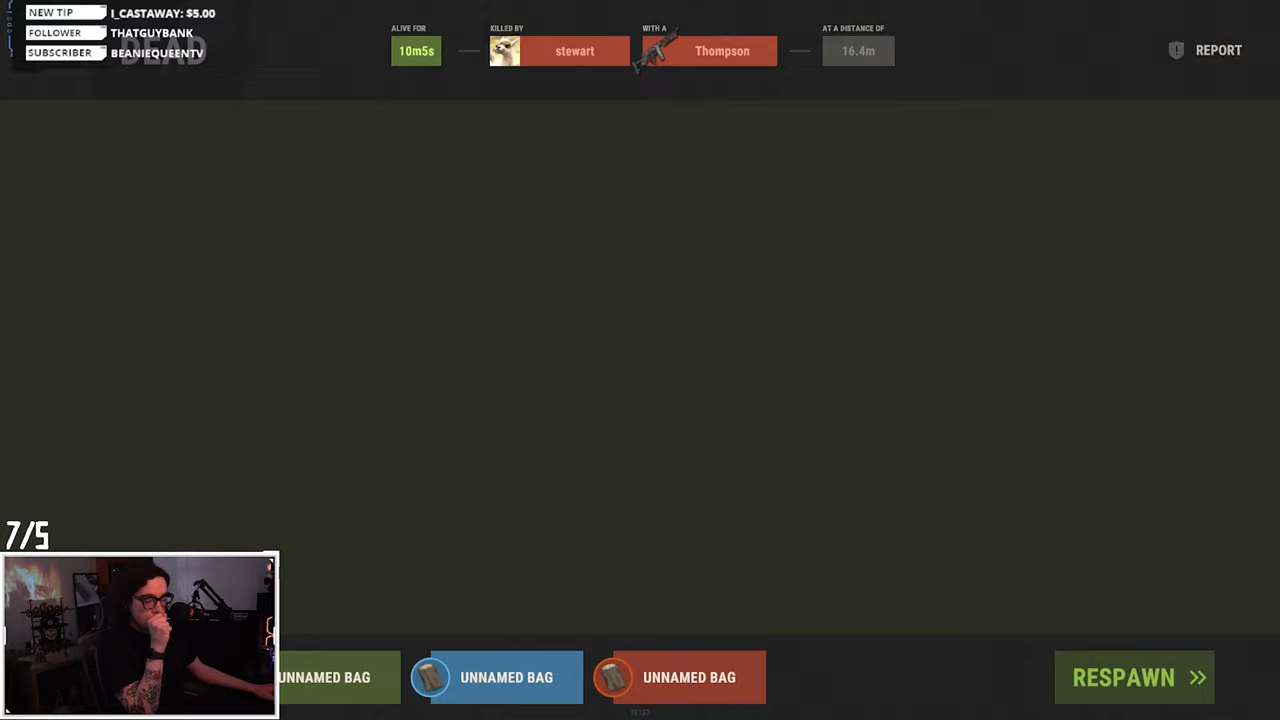 NEW TIP I_CASTAWAY: $5.00
FOLLOWER THATGUYBANK
SUBSCRIBER BEANIEQUEENTV
DEAD
ALIVE FOR
10m5s
KILLED BY
stewart
WITH A
Thompson
AT A DISTANCE OF
16.4m
REPORT
7/5
UNNAMED BAG
UNNAMED BAG
UNNAMED BAG
RESPAWN